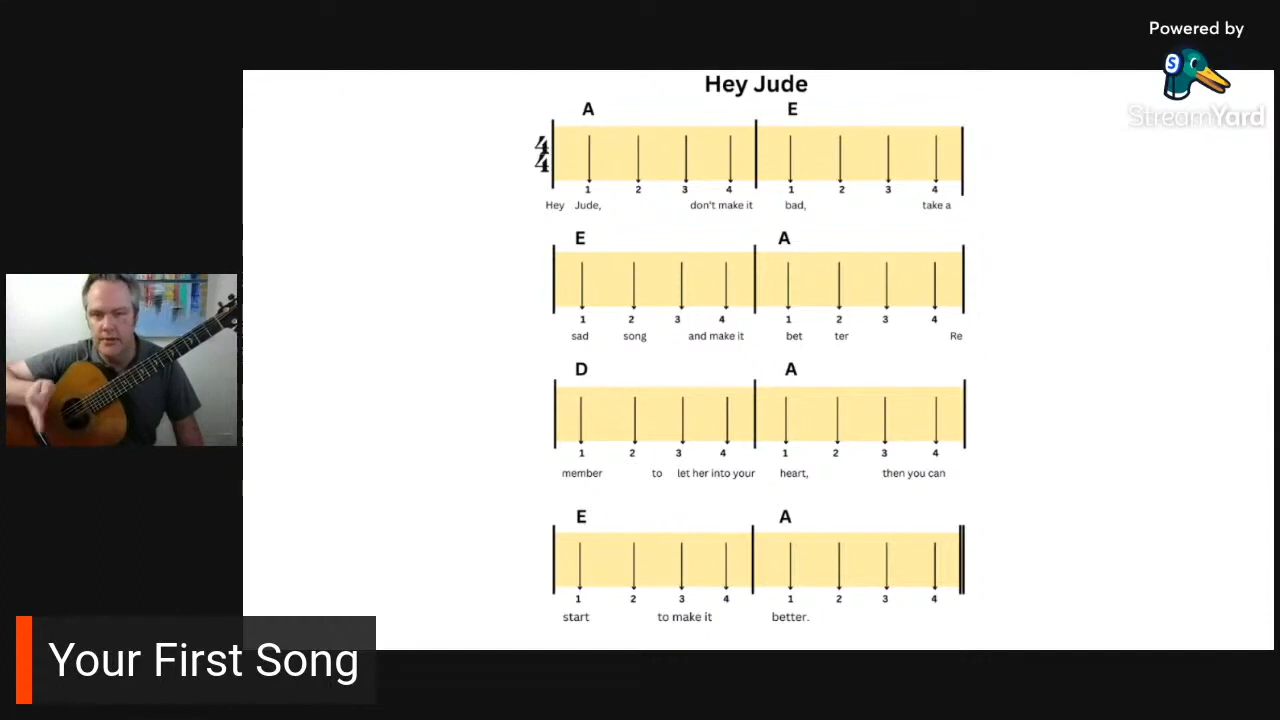 Powered by
S
StreamYard
Hey Jude
A E
4
4
1 2 3 4 1 2 3 4
Hey Jude, don't make it bad, take a
E A
1 2 3 4 1 2 3 4
sad song and make it bet ter Re
D A
1 2 3 4 1 2 3 4
member to let her into your heart, then you can
E A
1 2 3 4 1 2 3 4
start to make it better.
Your First Song